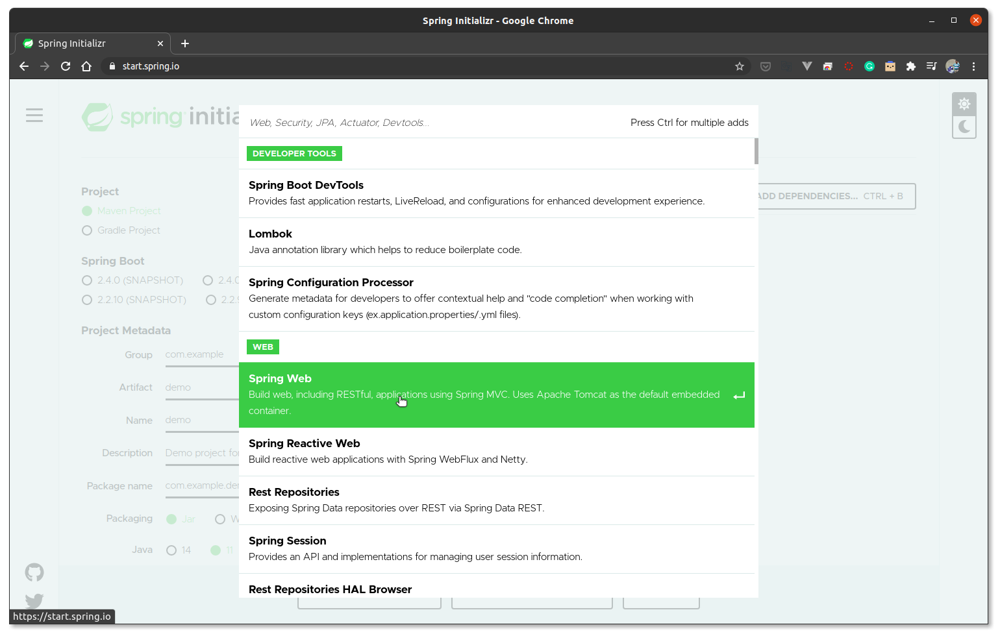 Spring Initializr - Google Chrome
Spring Initializr
start.spring.io
spring initia
Web, Security, JPA, Actuator, Devtools... Press Ctrl for multiple adds
DEVELOPER TOOLS
Spring Boot DevTools
Provides fast application restarts, LiveReload, and configurations for enhanced development experience.
Lombok
Java annotation library which helps to reduce boilerplate code.
Spring Configuration Processor
Generate metadata for developers to offer contextual help and "code completion" when working with
custom configuration keys (ex.application.properties/.yml files).
WEB
Spring Web
Build web, including RESTful, applications using Spring MVC. Uses Apache Tomcat as the default embedded
container.
Spring Reactive Web
Build reactive web applications with Spring WebFlux and Netty.
Rest Repositories
Exposing Spring Data repositories over REST via Spring Data REST.
Spring Session
Provides an API and implementations for managing user session information.
Rest Repositories HAL Browser
Project
Maven Project
Gradle Project
Spring Boot
2.4.0 (SNAPSHOT) 2.4.0
2.2.10 (SNAPSHOT) 2.2.9
Project Metadata
Group com.example
Artifact demo
Name demo
Description Demo project for
Package name com.example.de
Packaging Jar W
Java 14 11
ADD DEPENDENCIES... CTRL + B
https://start.spring.io